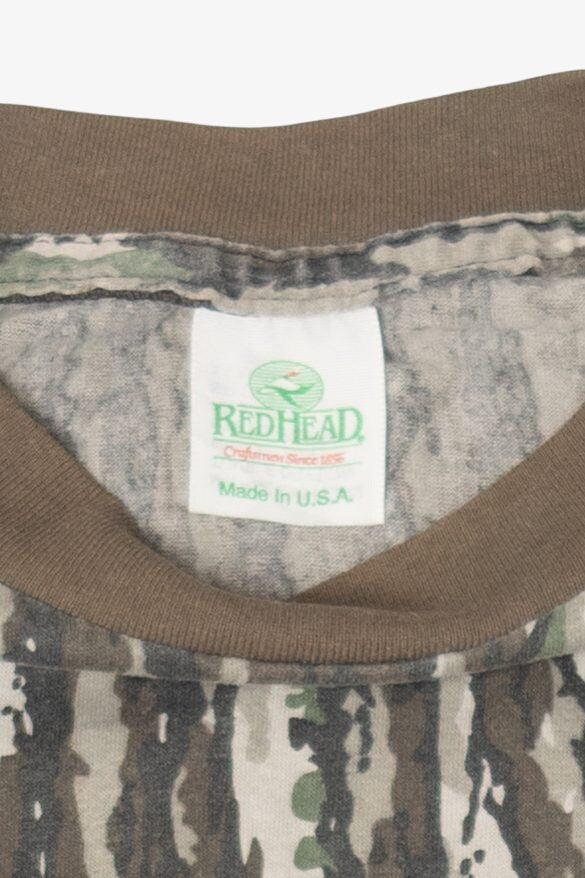 REDHEAD®
Craftsmen Since 1856
Made In U.S.A.